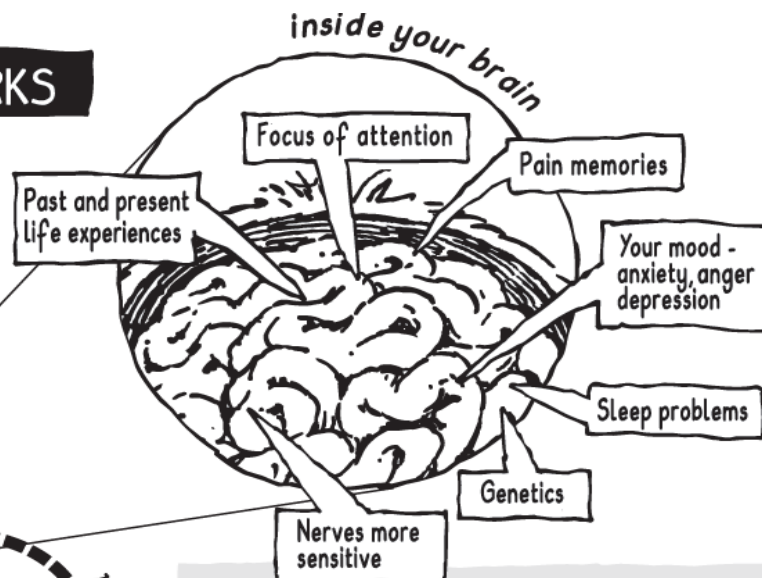 inside your brain
RKS
Focus of attention
Pain memories
Past and present
life experiences
Your mood -
anxiety, anger
depression
Sleep problems
Genetics
Nerves more
sensitive